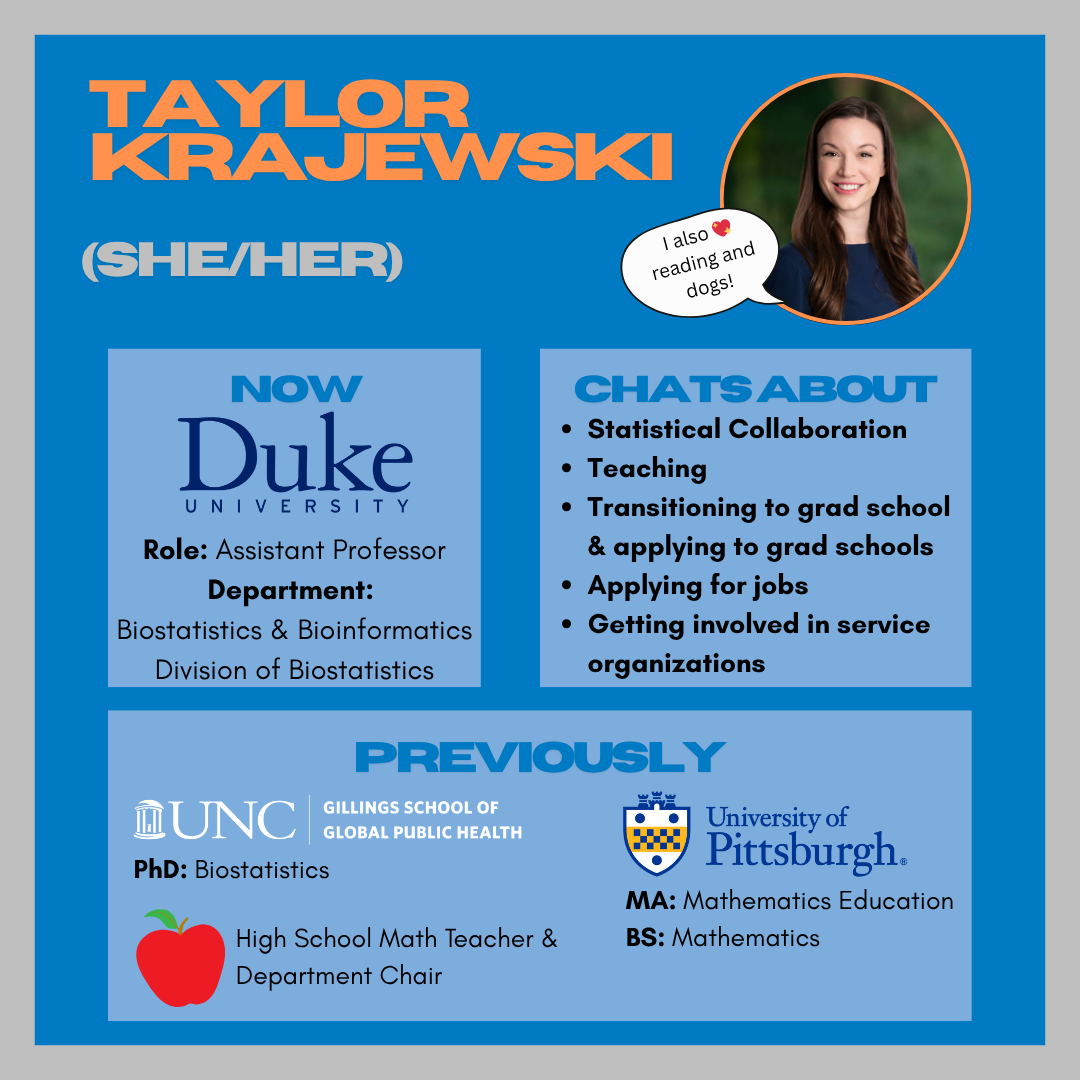 TAYLOR
KRAJEWSKI
(SHE/HER)
I also 💖
reading and
dogs!
NOW
Duke
UNIVERSITY
Role: Assistant Professor
Department:
Biostatistics & Bioinformatics
Division of Biostatistics
CHATS ABOUT
• Statistical Collaboration
• Teaching
• Transitioning to grad school
& applying to grad schools
• Applying for jobs
• Getting involved in service
organizations
PREVIOUSLY
UNC
GILLINGS SCHOOL OF
GLOBAL PUBLIC HEALTH
PhD: Biostatistics
High School Math Teacher &
Department Chair
University of
Pittsburgh®
MA: Mathematics Education
BS: Mathematics